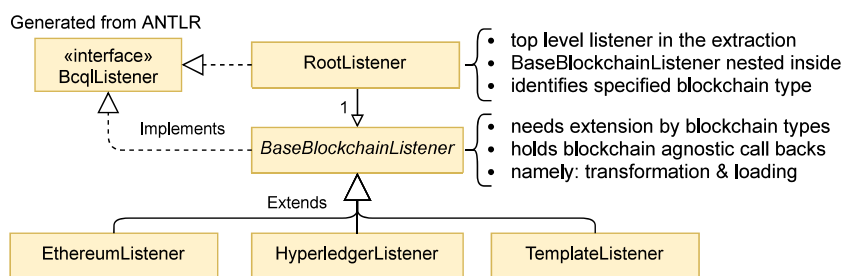 Generated from ANTLR
«interface»
BcqlListener
RootListener
• top level listener in the extraction
• BaseBlockchainListener nested inside
• identifies specified blockchain type
1
Implements
BaseBlockchainListener
• needs extension by blockchain types
• holds blockchain agnostic call backs
• namely: transformation & loading
Extends
EthereumListener
HyperledgerListener
TemplateListener